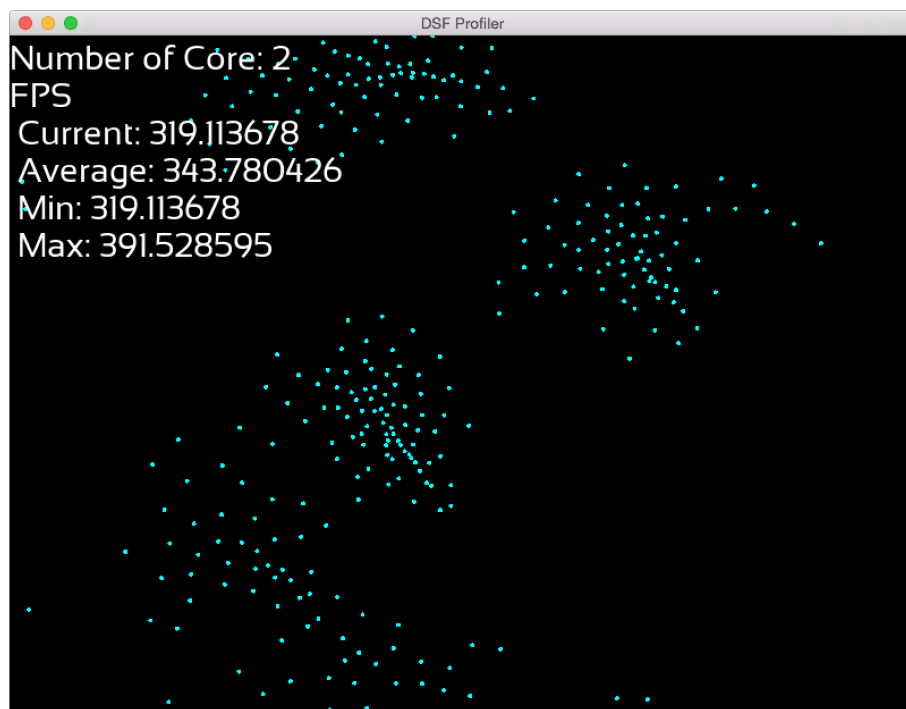 DSF Profiler
Number of Core: 2
FPS
Current: 319.113678
Average: 343.780426
Min: 319.113678
Max: 391.528595